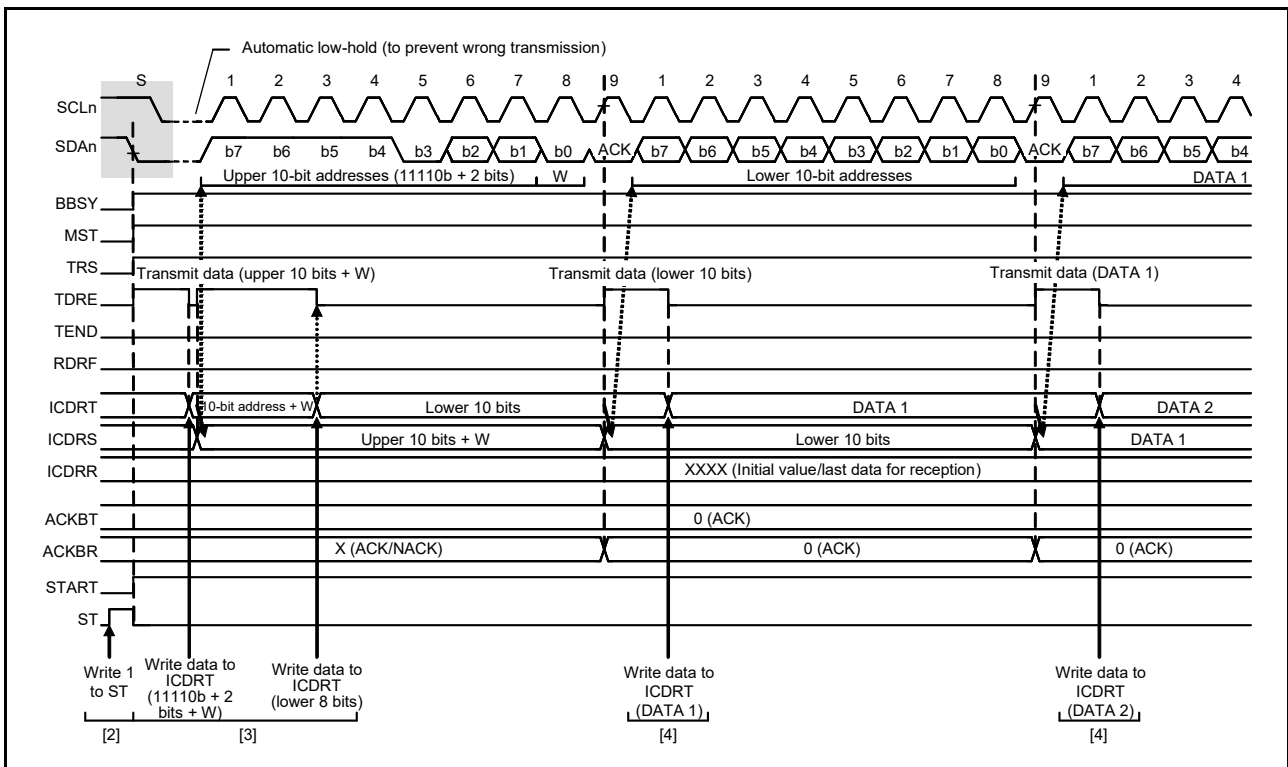 Automatic low-hold (to prevent wrong transmission)
S 1 2 3 4 5 6 7 8 9 1 2 3 4 5 6 7 8 9 1 2 3 4
SCLn
SDAn b7 b6 b5 b4 b3 b2 b1 b0 ACK b7 b6 b5 b4 b3 b2 b1 b0 ACK b7 b6 b5 b4
Upper 10-bit addresses (11110b + 2 bits) W Lower 10-bit addresses DATA 1
BBSY
MST
TRS
Transmit data (upper 10 bits + W) Transmit data (lower 10 bits) Transmit data (DATA 1)
TDRE
TEND
RDRF
ICDRT 10-bit address + W Lower 10 bits DATA 1 DATA 2
ICDRS Upper 10 bits + W Lower 10 bits DATA 1
ICDRR XXXX (Initial value/last data for reception)
ACKBT 0 (ACK)
ACKBR X (ACK/NACK) 0 (ACK) 0 (ACK)
START
ST
Write 1
to ST
Write data to
ICDRT
(11110b + 2
bits + W)
Write data to
ICDRT
(lower 8 bits)
Write data to
ICDRT
(DATA 1)
Write data to
ICDRT
(DATA 2)
[2] [3] [4] [4]